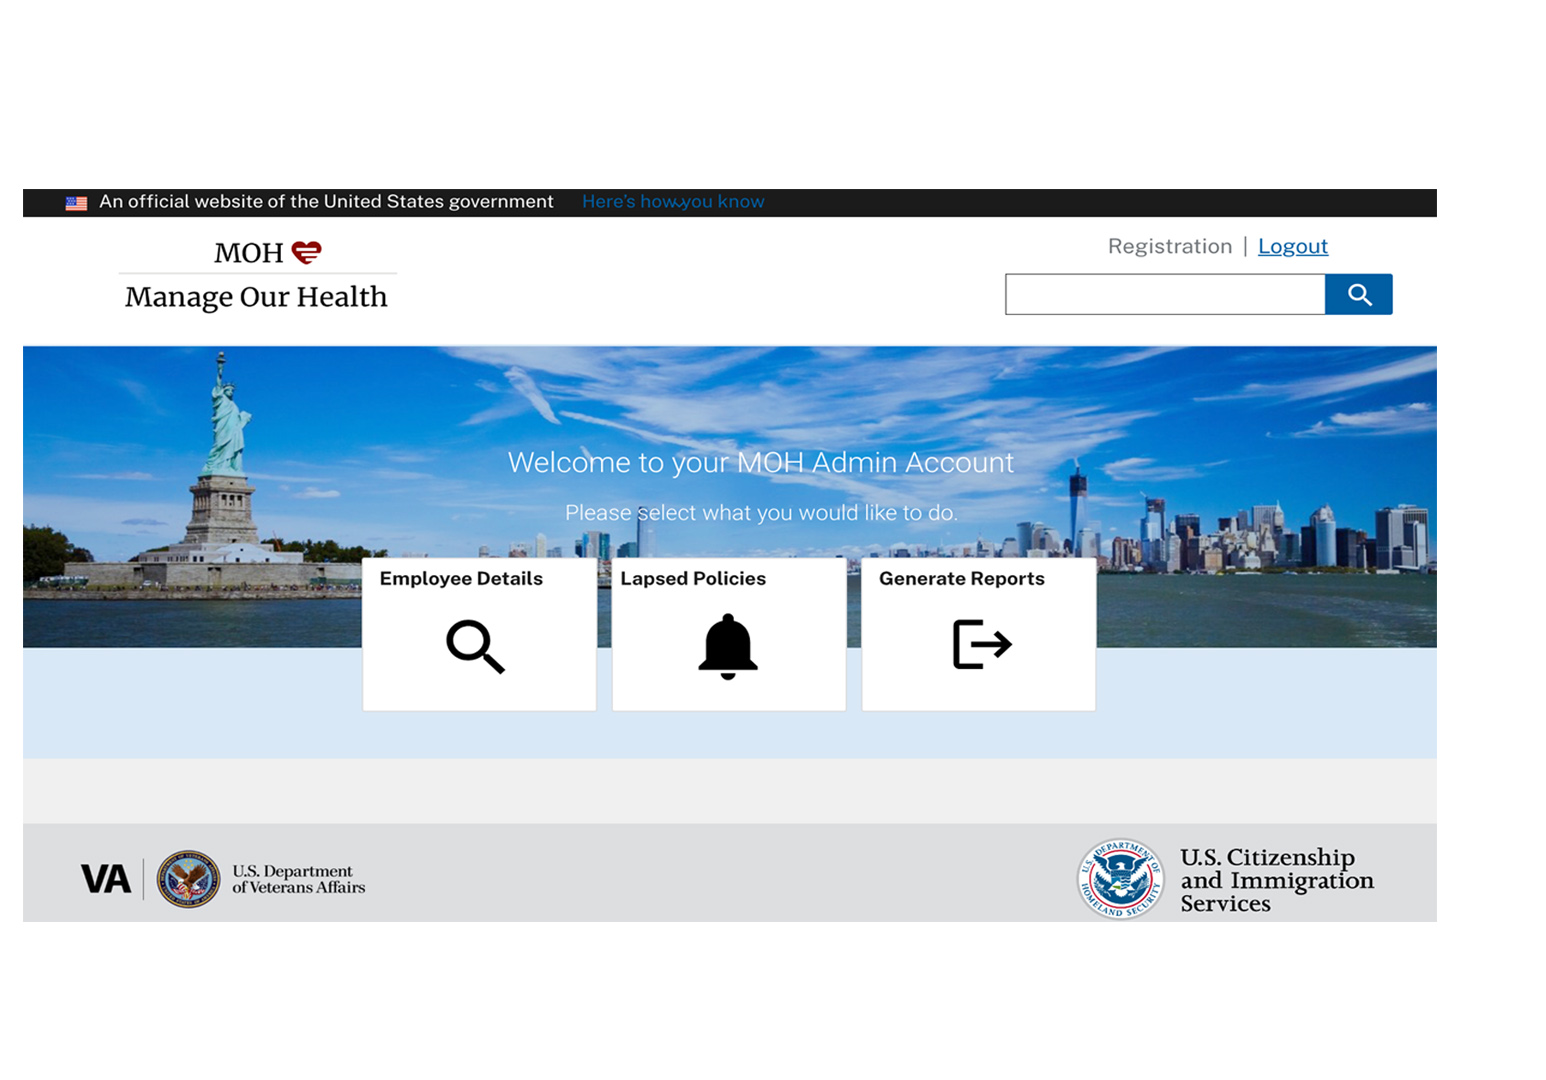 An official website of the United States government Here's how you know
MOH
Manage Our Health
Registration | Logout
Welcome to your MOH Admin Account
Please select what you would like to do.
Employee Details
Lapsed Policies
Generate Reports
VA
U.S. Department
of Veterans Affairs
U.S. DEPARTMENT OF
HOMELAND SECURITY
U.S. Citizenship
and Immigration
Services